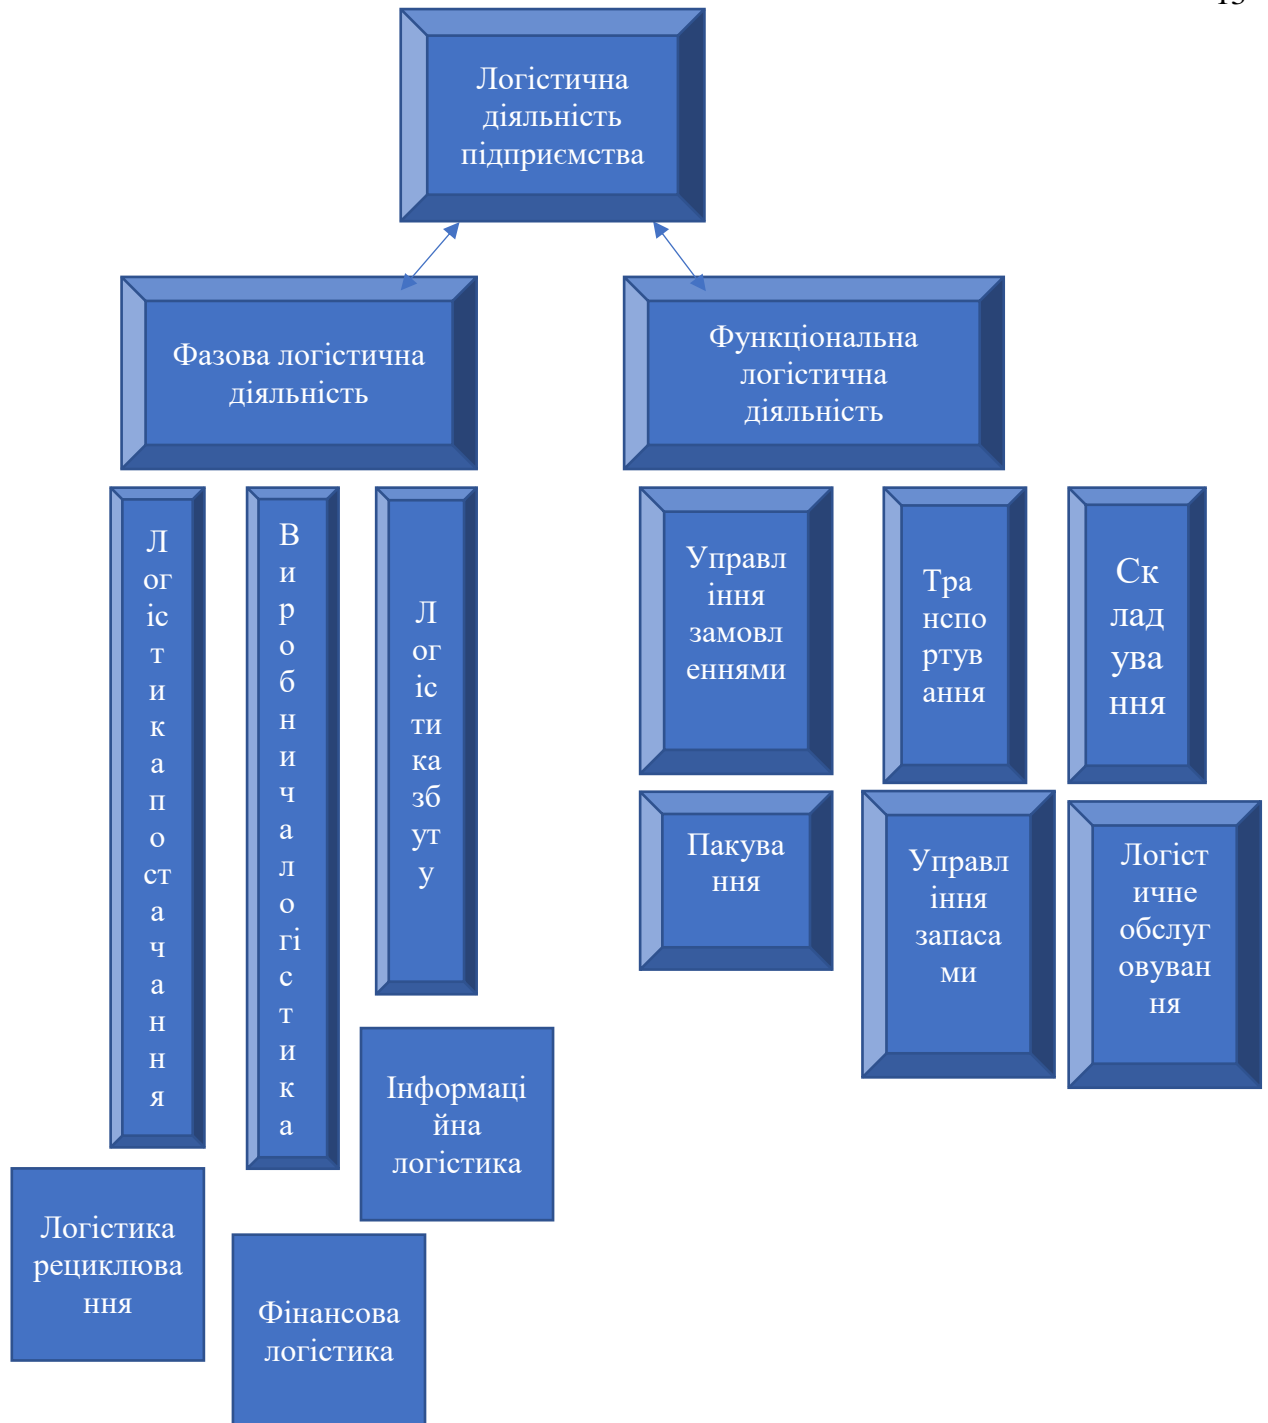 Логістична
діяльність
підприємства
Фазова логістична
діяльність
Функціональна
логістична
діяльність
Л
ог
іс
т
и
к
а
п
о
ст
а
ч
а
н
н
я
В
и
р
о
б
н
и
ч
а
л
о
гі
с
т
и
к
а
Л
ог
іс
ти
ка
зб
ут
у
Управл
іння
замовл
еннями
Тра
нспо
ртув
ання
Ск
лад
ува
ння
Пакува
ння
Управл
іння
запаса
ми
Логіст
ичне
обслуг
овуван
ня
Інформаці
йна
логістика
Логістика
рециклюва
ння
Фінансова
логістика